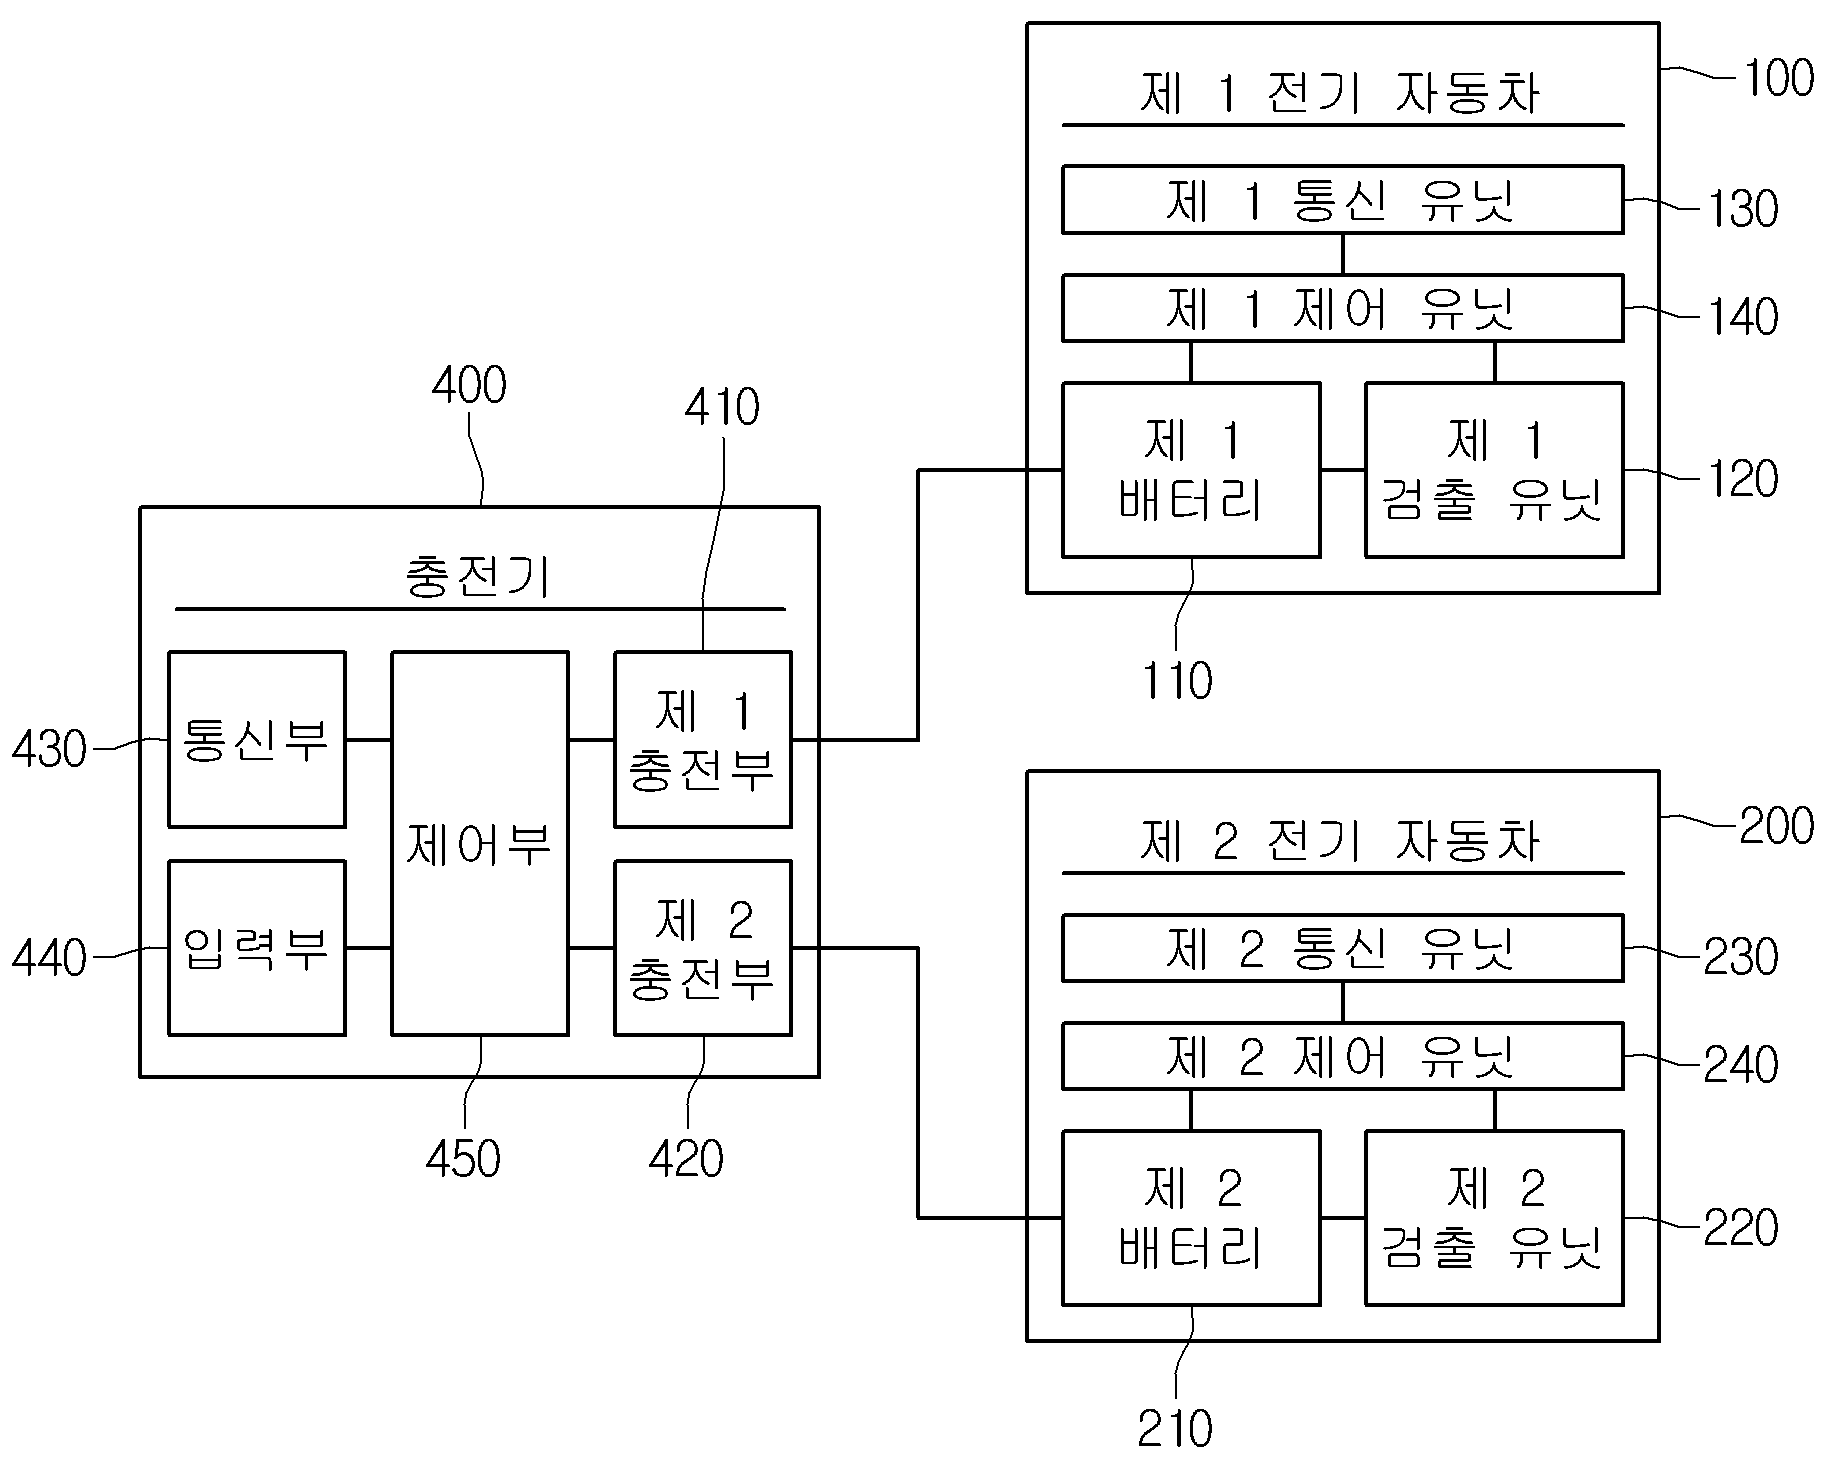 제 1 전기 자동차
100
제 1 통신 유닛
130
제 1 제어 유닛
140
제 1
배터리
제 1
검출 유닛
120
110
400
410
충전기
통신부
430
입력부
440
제어부
450
제 1
충전부
제 2
충전부
420
제 2 전기 자동차
200
제 2 통신 유닛
230
제 2 제어 유닛
240
제 2
배터리
제 2
검출 유닛
220
210